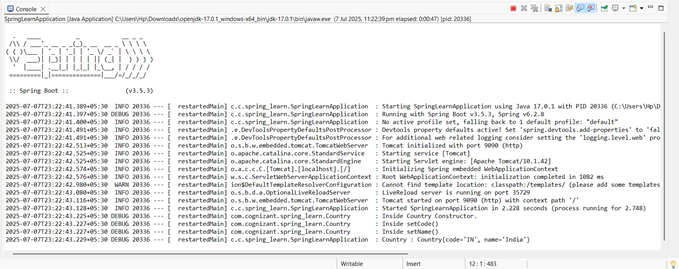 Console
SpringLearnApplication [Java Application] C:\Users\Hp\Downloads\openjdk-17.0.1_windows-x64_bin\jdk-17.0.1\bin\javaw.exe (7 Jul 2025, 11:22:39 pm elapsed: 0:00:47) [pid: 20336]
:: Spring Boot :: (v3.5.3)
2025-07-07T23:22:41.389+05:30 INFO 20336 --- [ restartedMain] c.c.spring_learn.SpringLearnApplication : Starting SpringLearnApplication using Java 17.0.1 with PID 20336 (C:\Users\Hp\D
2025-07-07T23:22:41.397+05:30 DEBUG 20336 --- [ restartedMain] c.c.spring_learn.SpringLearnApplication : Running with Spring Boot v3.5.3, Spring v6.2.8
2025-07-07T23:22:41.400+05:30 INFO 20336 --- [ restartedMain] c.c.spring_learn.SpringLearnApplication : No active profile set, falling back to 1 default profile: "default"
2025-07-07T23:22:41.491+05:30 INFO 20336 --- [ restartedMain] .e.DevToolsPropertyDefaultsPostProcessor : Devtools property defaults active! Set 'spring.devtools.add-properties' to 'fal
2025-07-07T23:22:41.491+05:30 INFO 20336 --- [ restartedMain] .e.DevToolsPropertyDefaultsPostProcessor : For additional web related logging consider setting the 'logging.level.web' pro
2025-07-07T23:22:42.513+05:30 INFO 20336 --- [ restartedMain] o.s.b.w.embedded.tomcat.TomcatWebServer : Tomcat initialized with port 9090 (http)
2025-07-07T23:22:42.525+05:30 INFO 20336 --- [ restartedMain] o.apache.catalina.core.StandardService : Starting service [Tomcat]
2025-07-07T23:22:42.525+05:30 INFO 20336 --- [ restartedMain] o.apache.catalina.core.StandardEngine : Starting Servlet engine: [Apache Tomcat/10.1.42]
2025-07-07T23:22:42.574+05:30 INFO 20336 --- [ restartedMain] o.a.c.c.C.[Tomcat].[localhost].[/] : Initializing Spring embedded WebApplicationContext
2025-07-07T23:22:42.576+05:30 INFO 20336 --- [ restartedMain] w.s.c.ServletWebServerApplicationContext : Root WebApplicationContext: initialization completed in 1082 ms
2025-07-07T23:22:42.980+05:30 WARN 20336 --- [ restartedMain] ion$DefaultTemplateResolverConfiguration : Cannot find template location: classpath:/templates/ (please add some templates
2025-07-07T23:22:43.080+05:30 INFO 20336 --- [ restartedMain] o.s.b.d.a.OptionalLiveReloadServer : LiveReload server is running on port 35729
2025-07-07T23:22:43.116+05:30 INFO 20336 --- [ restartedMain] o.s.b.w.embedded.tomcat.TomcatWebServer : Tomcat started on port 9090 (http) with context path '/'
2025-07-07T23:22:43.128+05:30 INFO 20336 --- [ restartedMain] c.c.spring_learn.SpringLearnApplication : Started SpringLearnApplication in 2.228 seconds (process running for 2.748)
2025-07-07T23:22:43.225+05:30 DEBUG 20336 --- [ restartedMain] com.cognizant.spring_learn.Country : Inside Country Constructor.
2025-07-07T23:22:43.227+05:30 DEBUG 20336 --- [ restartedMain] com.cognizant.spring_learn.Country : Inside setCode()
2025-07-07T23:22:43.229+05:30 DEBUG 20336 --- [ restartedMain] com.cognizant.spring_learn.Country : Inside setName()
2025-07-07T23:22:43.229+05:30 DEBUG 20336 --- [ restartedMain] c.c.spring_learn.SpringLearnApplication : Country : Country{code='IN', name='India'}
Writable Insert 12 : 1 : 483